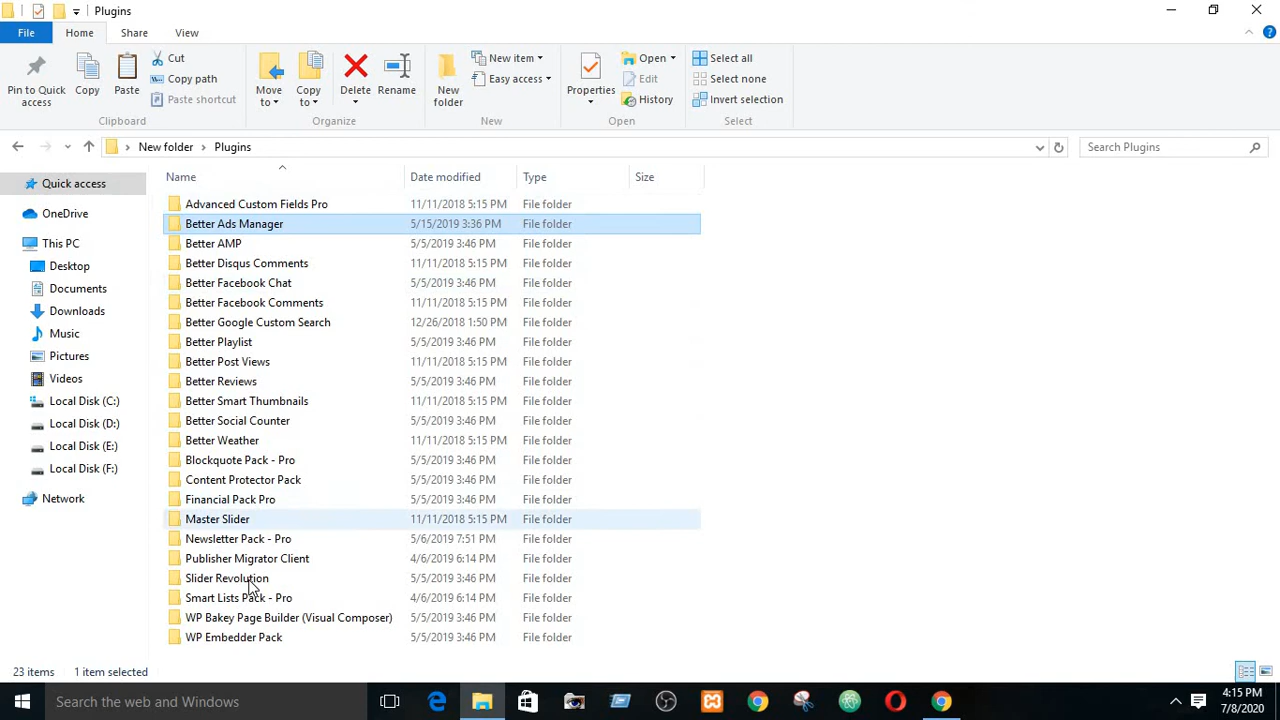 Plugins
File Home Share View
Pin to Quick access
Copy
Paste
Cut
Copy path
Paste shortcut
Clipboard
Move to
Copy to
Delete
Rename
Organize
New folder
New item
Easy access
New
Properties
Open
Edit
History
Open
Select all
Select none
Invert selection
Select
New folder > Plugins
Search Plugins
Quick access
OneDrive
This PC
Desktop
Documents
Downloads
Music
Pictures
Videos
Local Disk (C:)
Local Disk (D:)
Local Disk (E:)
Local Disk (F:)
Network
Name Date modified Type Size
Advanced Custom Fields Pro 11/11/2018 5:15 PM File folder
Better Ads Manager 5/15/2019 3:36 PM File folder
Better AMP 5/5/2019 3:46 PM File folder
Better Disqus Comments 11/11/2018 5:15 PM File folder
Better Facebook Chat 5/5/2019 3:46 PM File folder
Better Facebook Comments 11/11/2018 5:15 PM File folder
Better Google Custom Search 12/26/2018 1:50 PM File folder
Better Playlist 5/5/2019 3:46 PM File folder
Better Post Views 11/11/2018 5:15 PM File folder
Better Reviews 5/5/2019 3:46 PM File folder
Better Smart Thumbnails 11/11/2018 5:15 PM File folder
Better Social Counter 5/5/2019 3:46 PM File folder
Better Weather 11/11/2018 5:15 PM File folder
Blockquote Pack - Pro 5/5/2019 3:46 PM File folder
Content Protector Pack 5/5/2019 3:46 PM File folder
Financial Pack Pro 5/5/2019 3:46 PM File folder
Master Slider 11/11/2018 5:15 PM File folder
Newsletter Pack - Pro 5/6/2019 7:51 PM File folder
Publisher Migrator Client 4/6/2019 6:14 PM File folder
Slider Revolution 5/5/2019 3:46 PM File folder
Smart Lists Pack - Pro 4/6/2019 6:14 PM File folder
WP Bakey Page Builder (Visual Composer) 5/5/2019 3:46 PM File folder
WP Embedder Pack 5/5/2019 3:46 PM File folder
23 items 1 item selected
Search the web and Windows
4:15 PM
7/8/2020